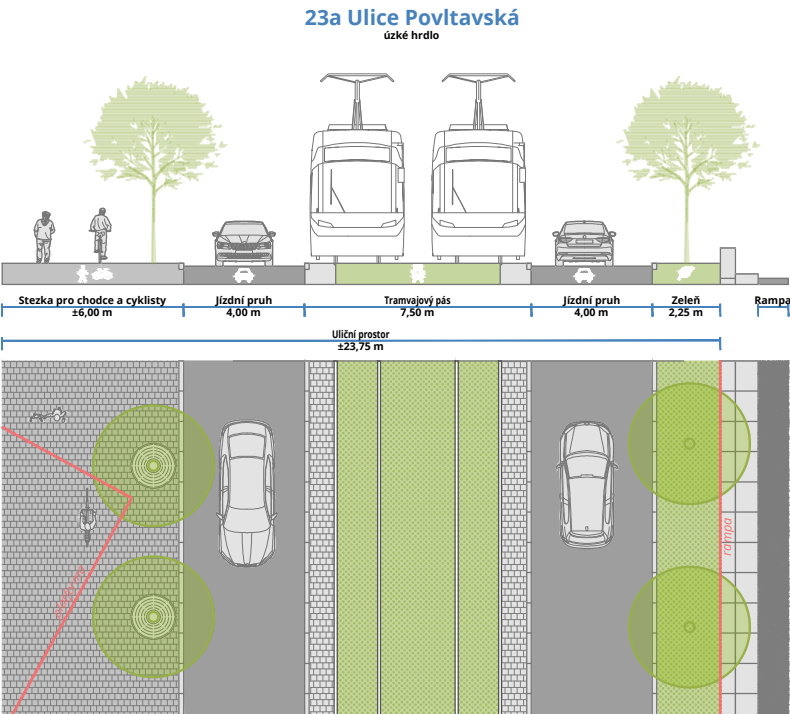 23a Ulice Povltavská
úzké hrdlo
Stezka pro chodce a cyklisty
±6,00 m
Jízdní pruh
4,00 m
Tramvajový pás
7,50 m
Jízdní pruh
4,00 m
Zeleň
2,25 m
Rampa
Uliční prostor
±23,75 m
rampa